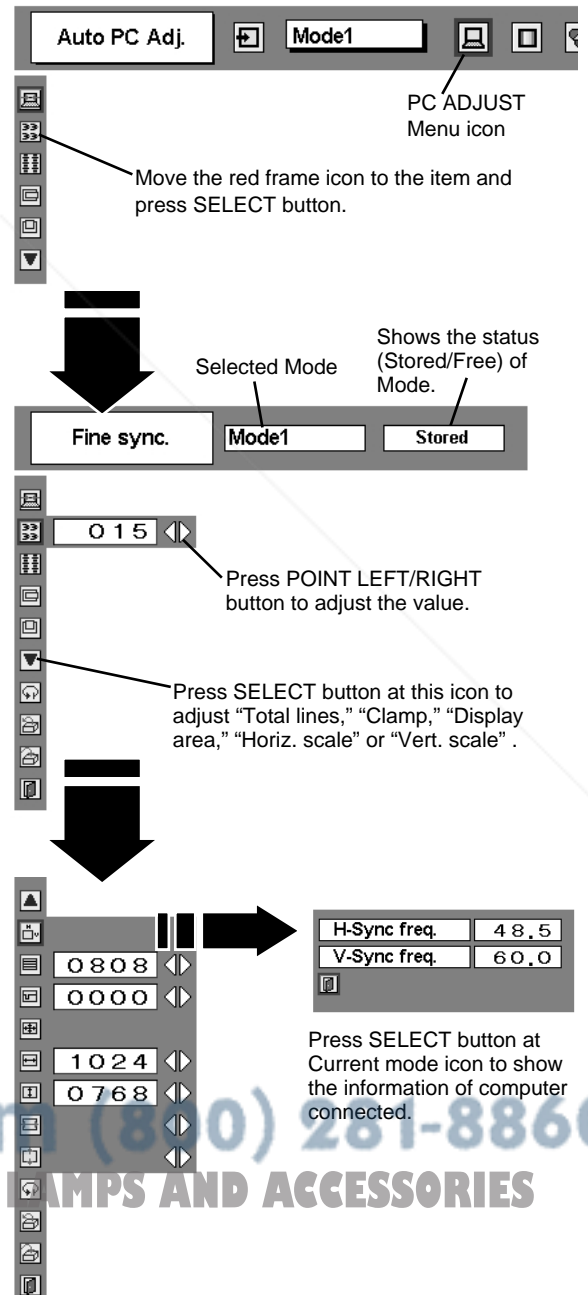 Auto PC Adj.
Mode1
PC ADJUST
Menu icon
Move the red frame icon to the item and
press SELECT button.
Shows the status
(Stored/Free) of
Mode.
Selected Mode
Fine sync.
Mode1
Stored
015
Press POINT LEFT/RIGHT
button to adjust the value.
Press SELECT button at this icon to
adjust “Total lines,” “Clamp,” “Display
area,” “Horiz. scale” or “Vert. scale” .
H-Sync freq.
48.5
V-Sync freq.
60.0
0808
0000
1024
0768
Press SELECT button at
Current mode icon to show
the information of computer
connected.
m (800) 281-8860
LAMPS AND ACCESSORIES